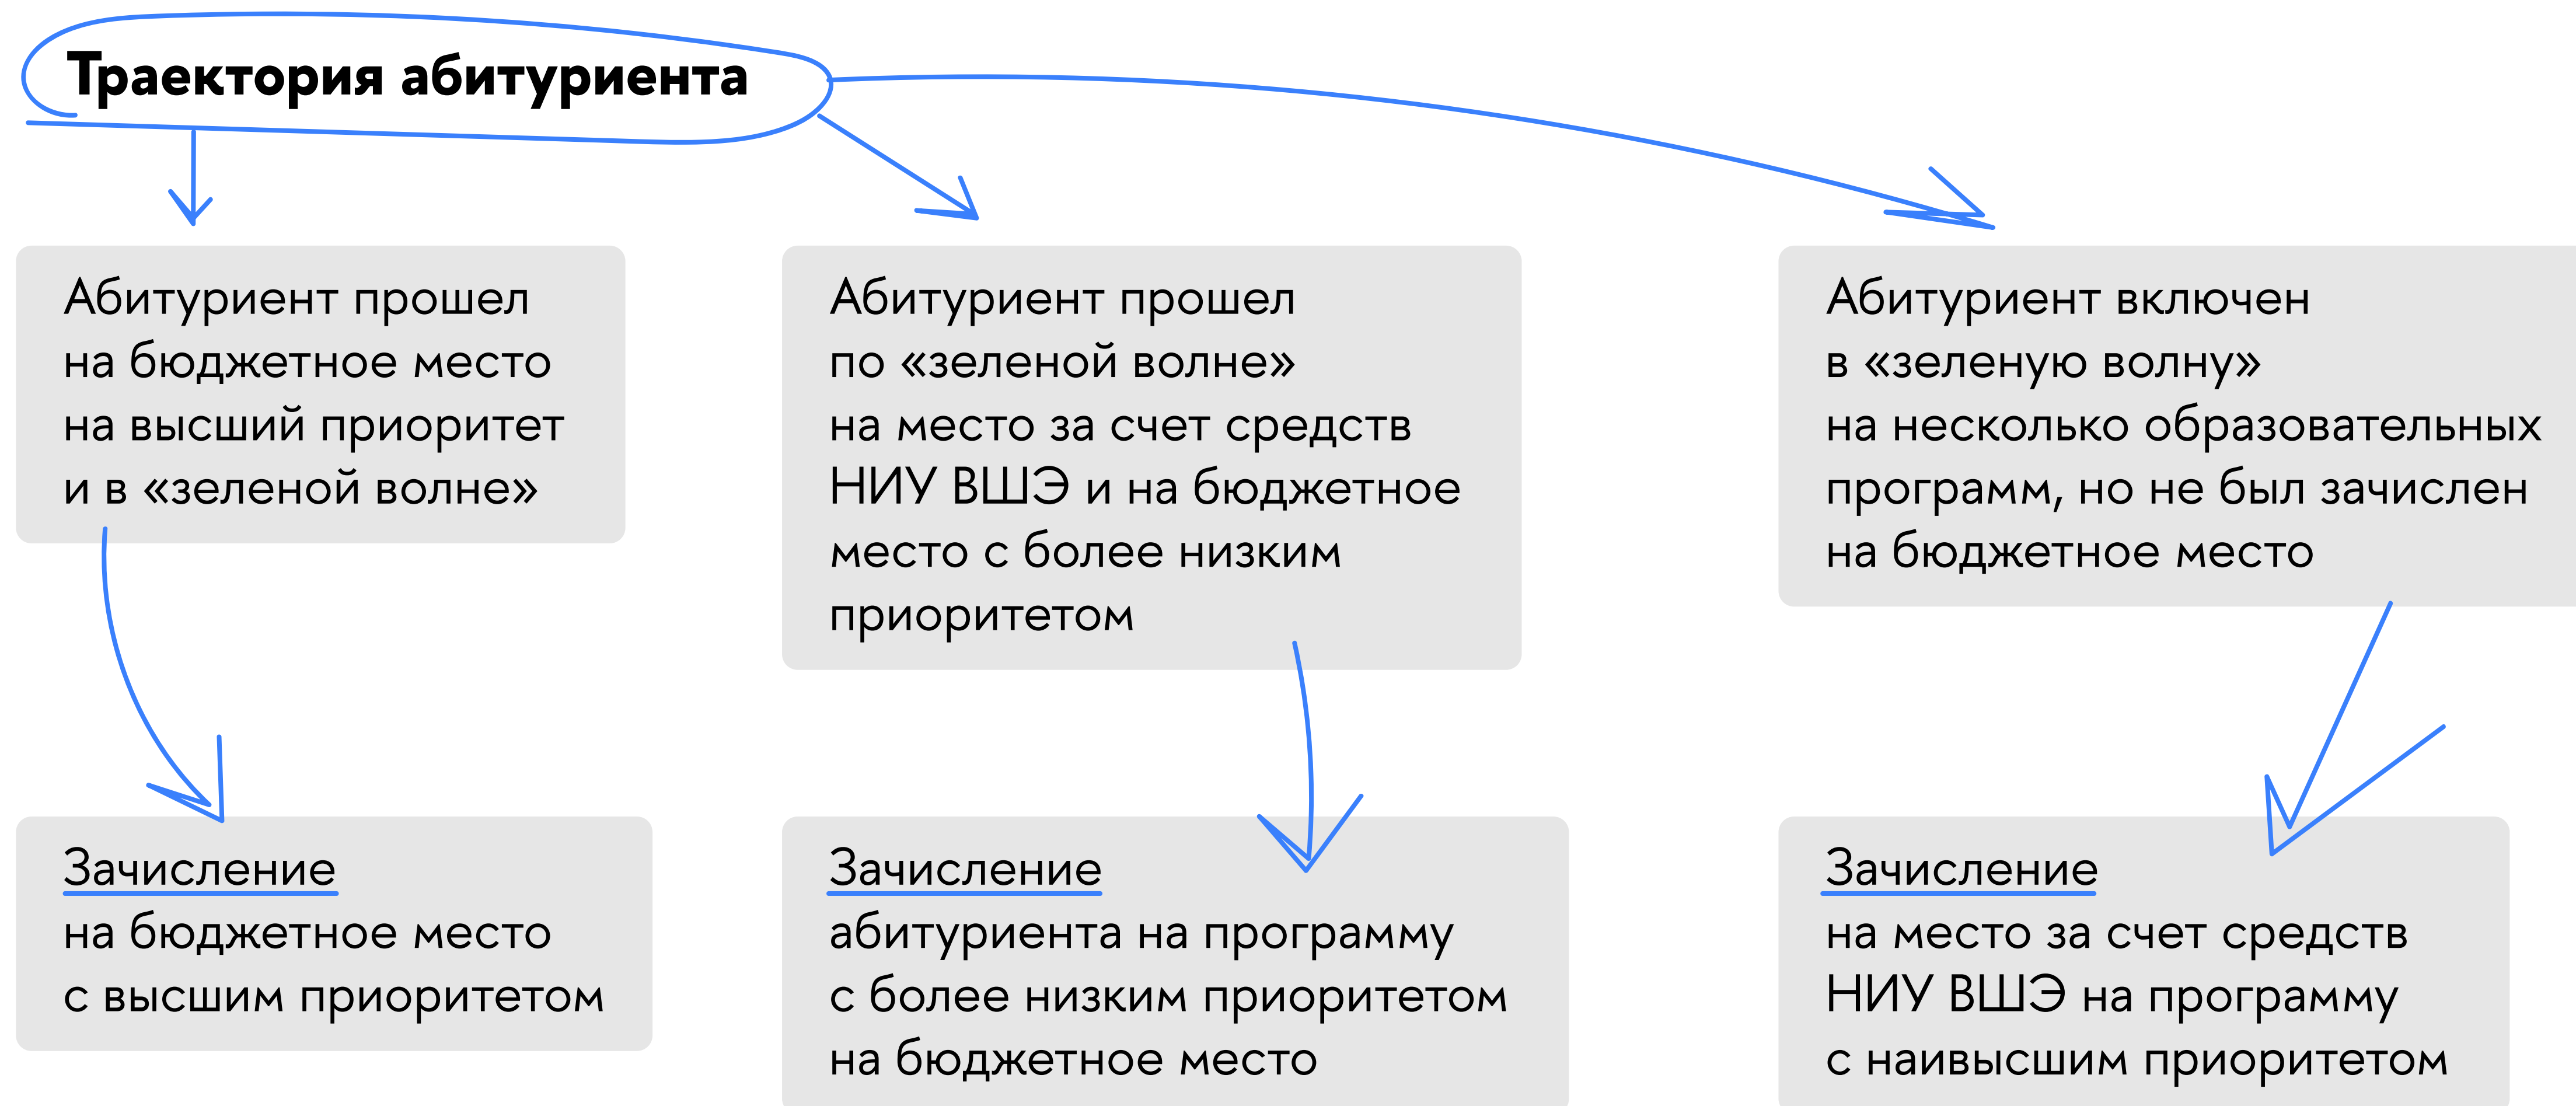 Траектория абитуриента
Абитуриент прошел
на бюджетное место
на высший приоритет
и в «зеленой волне»
Абитуриент прошел
по «зеленой волне»
на место за счет средств
НИУ ВШЭ и на бюджетное
место с более низким
приоритетом
Абитуриент включен
в «зеленую волну»
на несколько образовательных
программ, но не был зачислен
на бюджетное место
Зачисление
на бюджетное место
с высшим приоритетом
Зачисление
абитуриента на программу
с более низким приоритетом
на бюджетное место
Зачисление
на место за счет средств
НИУ ВШЭ на программу
с наивысшим приоритетом